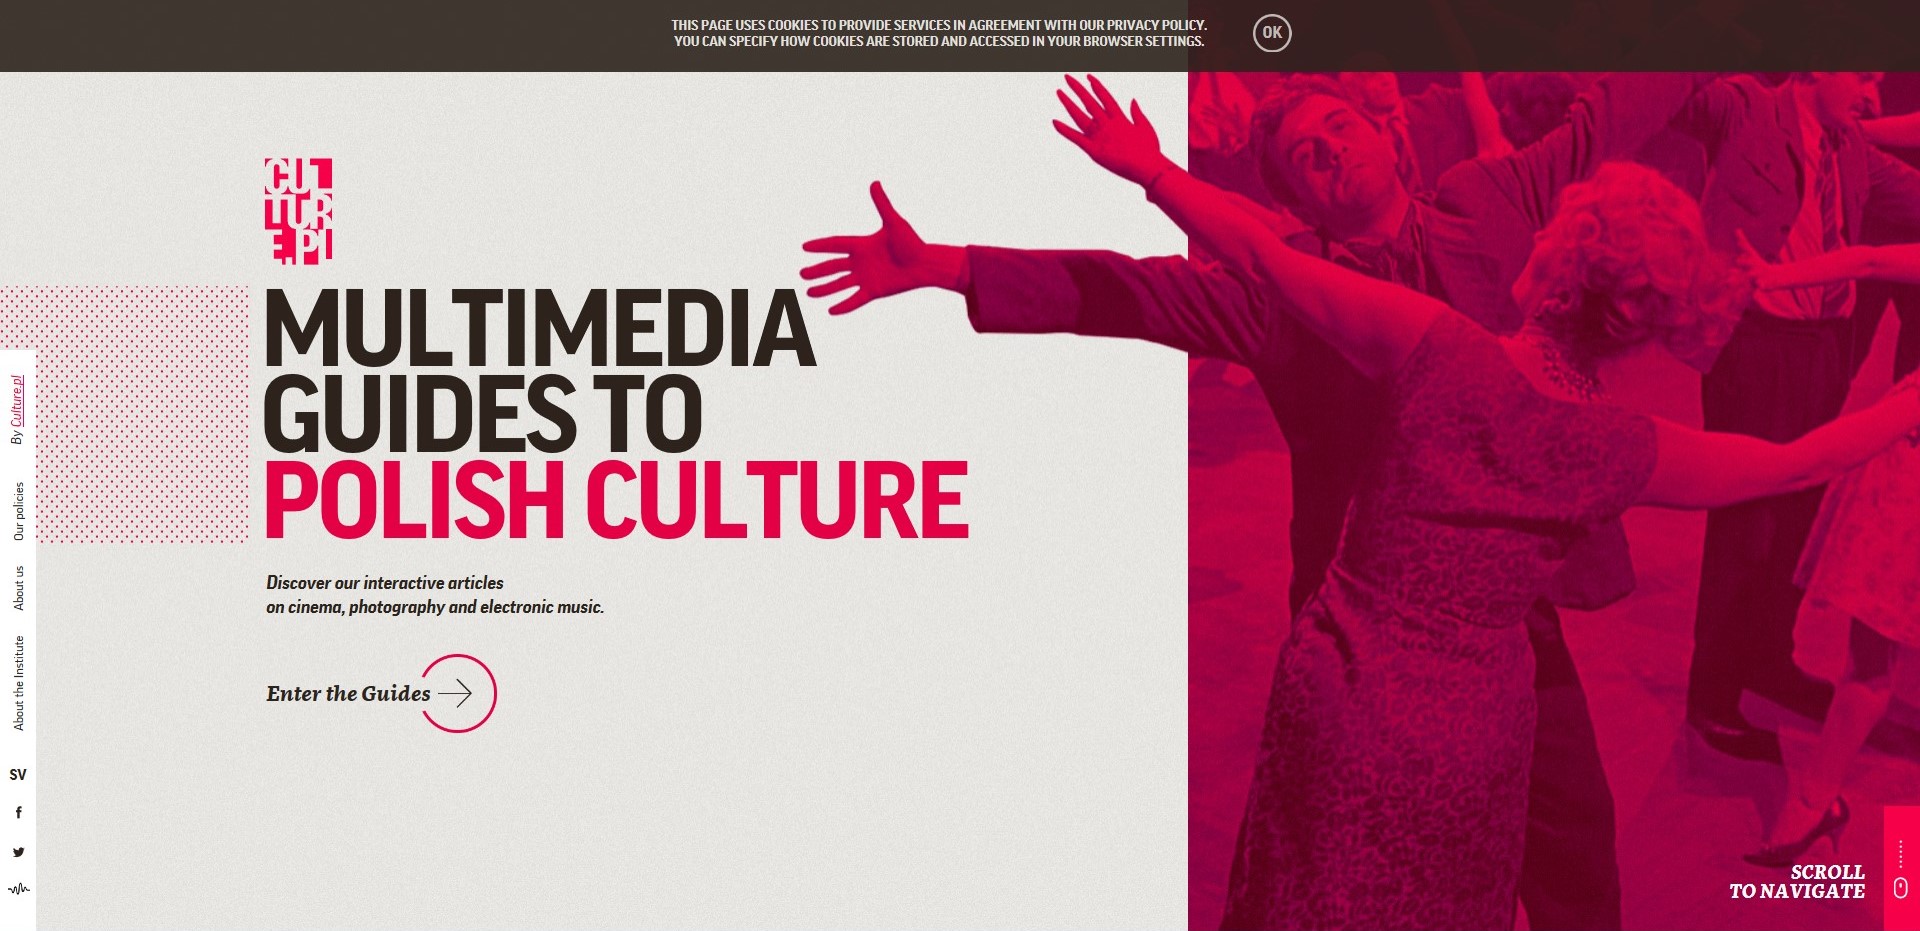 THIS PAGE USES COOKIES TO PROVIDE SERVICES IN AGREEMENT WITH OUR PRIVACY POLICY.
YOU CAN SPECIFY HOW COOKIES ARE STORED AND ACCESSED IN YOUR BROWSER SETTINGS.
OK
CUL
TUR
E.PL
MULTIMEDIA
GUIDES TO
POLISH CULTURE
Discover our interactive articles
on cinema, photography and electronic music.
Enter the Guides
By Culture.pl
Our policies
About us
About the Institute
SV
SCROLL
TO NAVIGATE